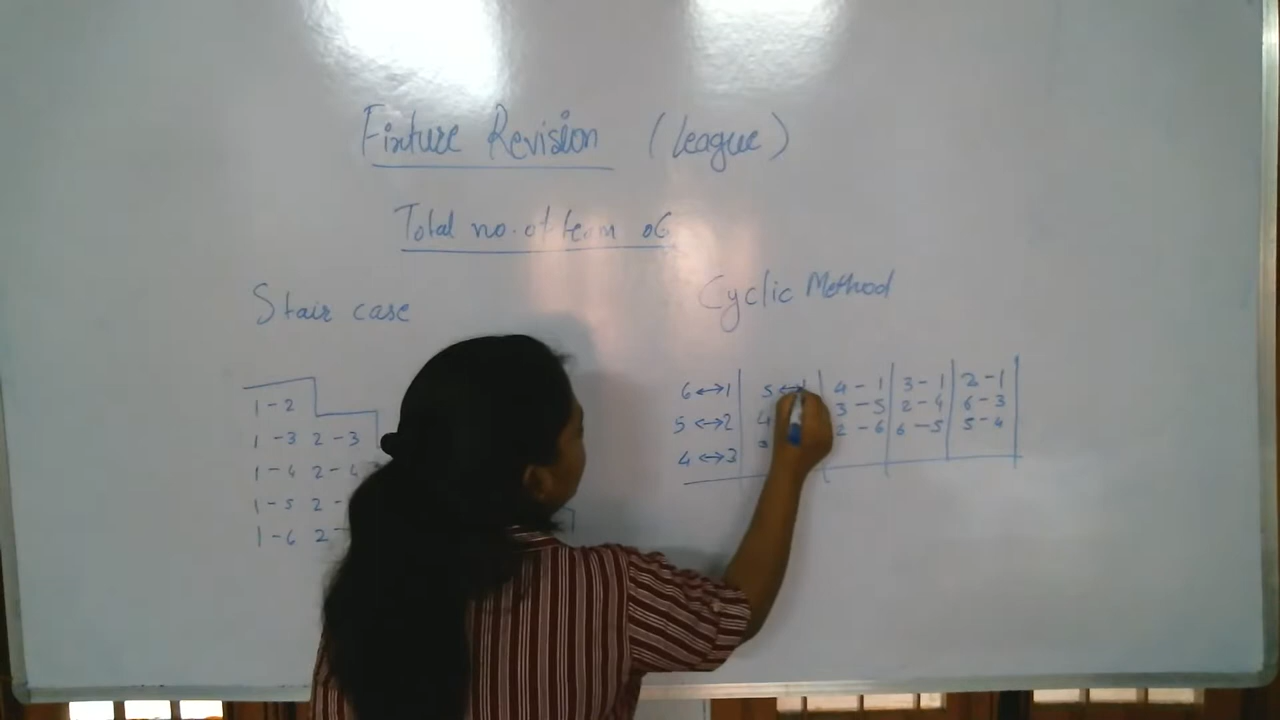 Fixture Revision (league)
Total no. of team 06
Stair case
Cyclic Method
1-2
1-3 2-3
1-4 2-4
1-5 2-
1-6 2-
6↔1 5↔1 4-1 3-1 2-1
5↔2 4 3-5 2-4 6-3
4↔3 2-6 6-5 5-4